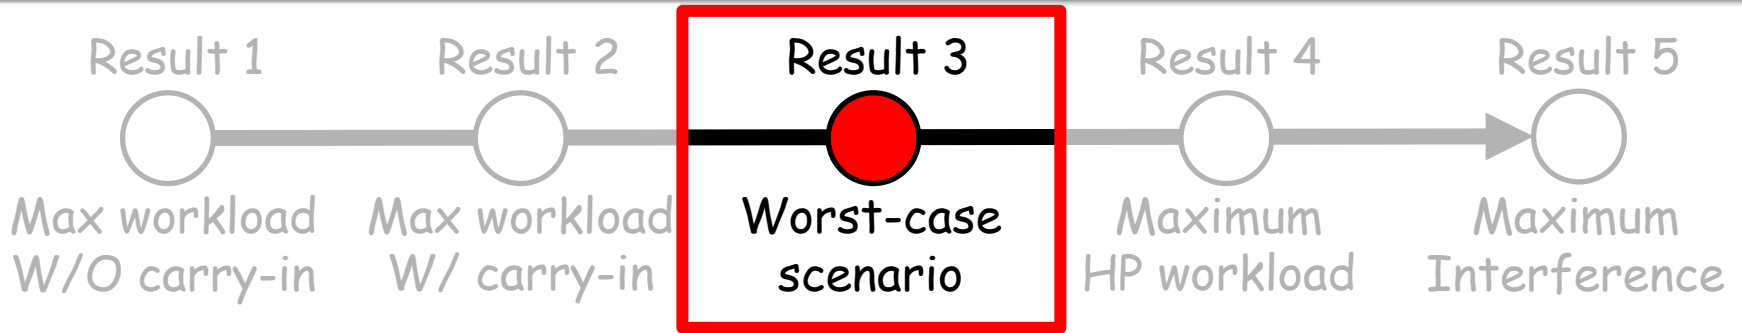 Result 1
Result 2
Result 3
Result 4
Result 5
Max workload
W/O carry-in
Max workload
W/ carry-in
Worst-case
scenario
Maximum
HP workload
Maximum
Interference